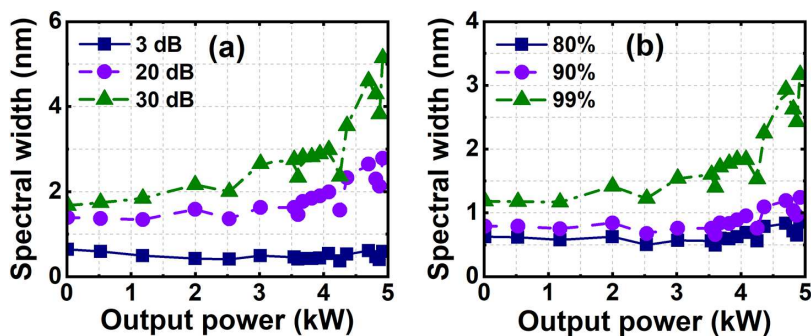 6
4
2
0
Spectral width (nm)
3 dB
20 dB
30 dB
(a)
0 1 2 3 4 5
Output power (kW)
4
3
2
1
0
Spectral width (nm)
80%
90%
99%
(b)
0 1 2 3 4 5
Output power (kW)